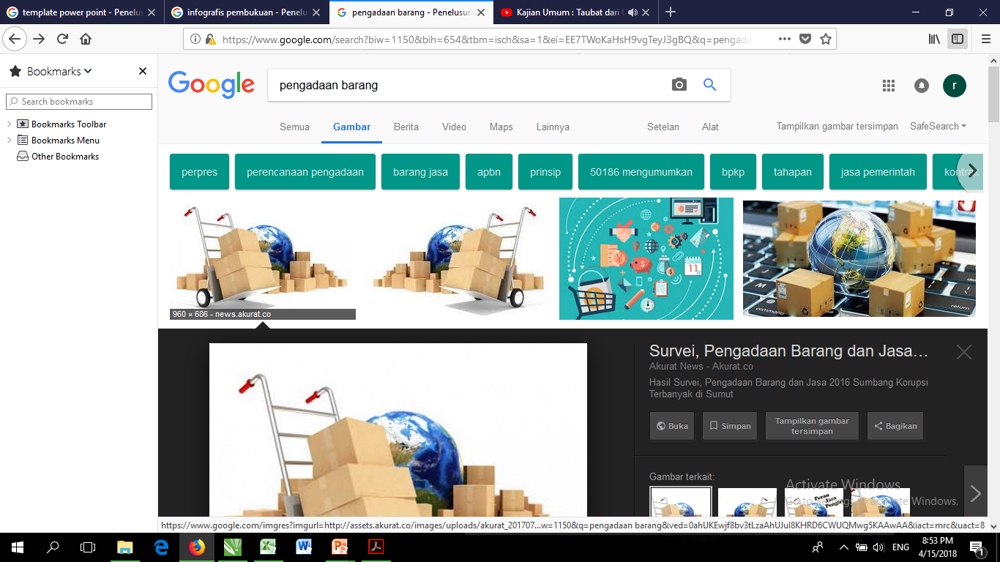 template power point - Penelus
infografis pembukuan - Penelu
pengadaan barang - Penelusura
Kajian Umum : Taubat dari
https://www.google.com/search?biw=1150&bih=654&tbm=isch&sa=1&ei=EE7TWoKaHsH9vgTeyJ3gBQ&q=pengada
Bookmarks
Search bookmarks
Bookmarks Toolbar
Bookmarks Menu
Other Bookmarks
Google
pengadaan barang
r
Semua Gambar Berita Video Maps Lainnya Setelan Alat
Tampilkan gambar tersimpan SafeSearch
perpres perencanaan pengadaan barang jasa apbn prinsip 50186 mengumumkan bpkp tahapan jasa pemerintah kontrak
11
960 × 686 - news.akurat.co
Survei, Pengadaan Barang dan Jasa...
Akurat News - Akurat.co
Hasil Survei, Pengadaan Barang dan Jasa 2016 Sumbang Korupsi
Terbanyak di Sumut
Buka Simpan Tampilkan gambar tersimpan Bagikan
Gambar terkait:
Peran
Jasa
Activate Windows
Go to Settings to activate Windows.
https://www.google.com/imgres?imgurl=http://assets.akurat.co/images/uploads/akurat_201707...w=1150&q=pengadaan barang&ved=0ahUKEwjf8bv3tLzaAhUJul8KHRD6CWUQMwg5KAAwAA&iact=mrc&uact=8
ENG
8:53 PM
4/15/2018
1